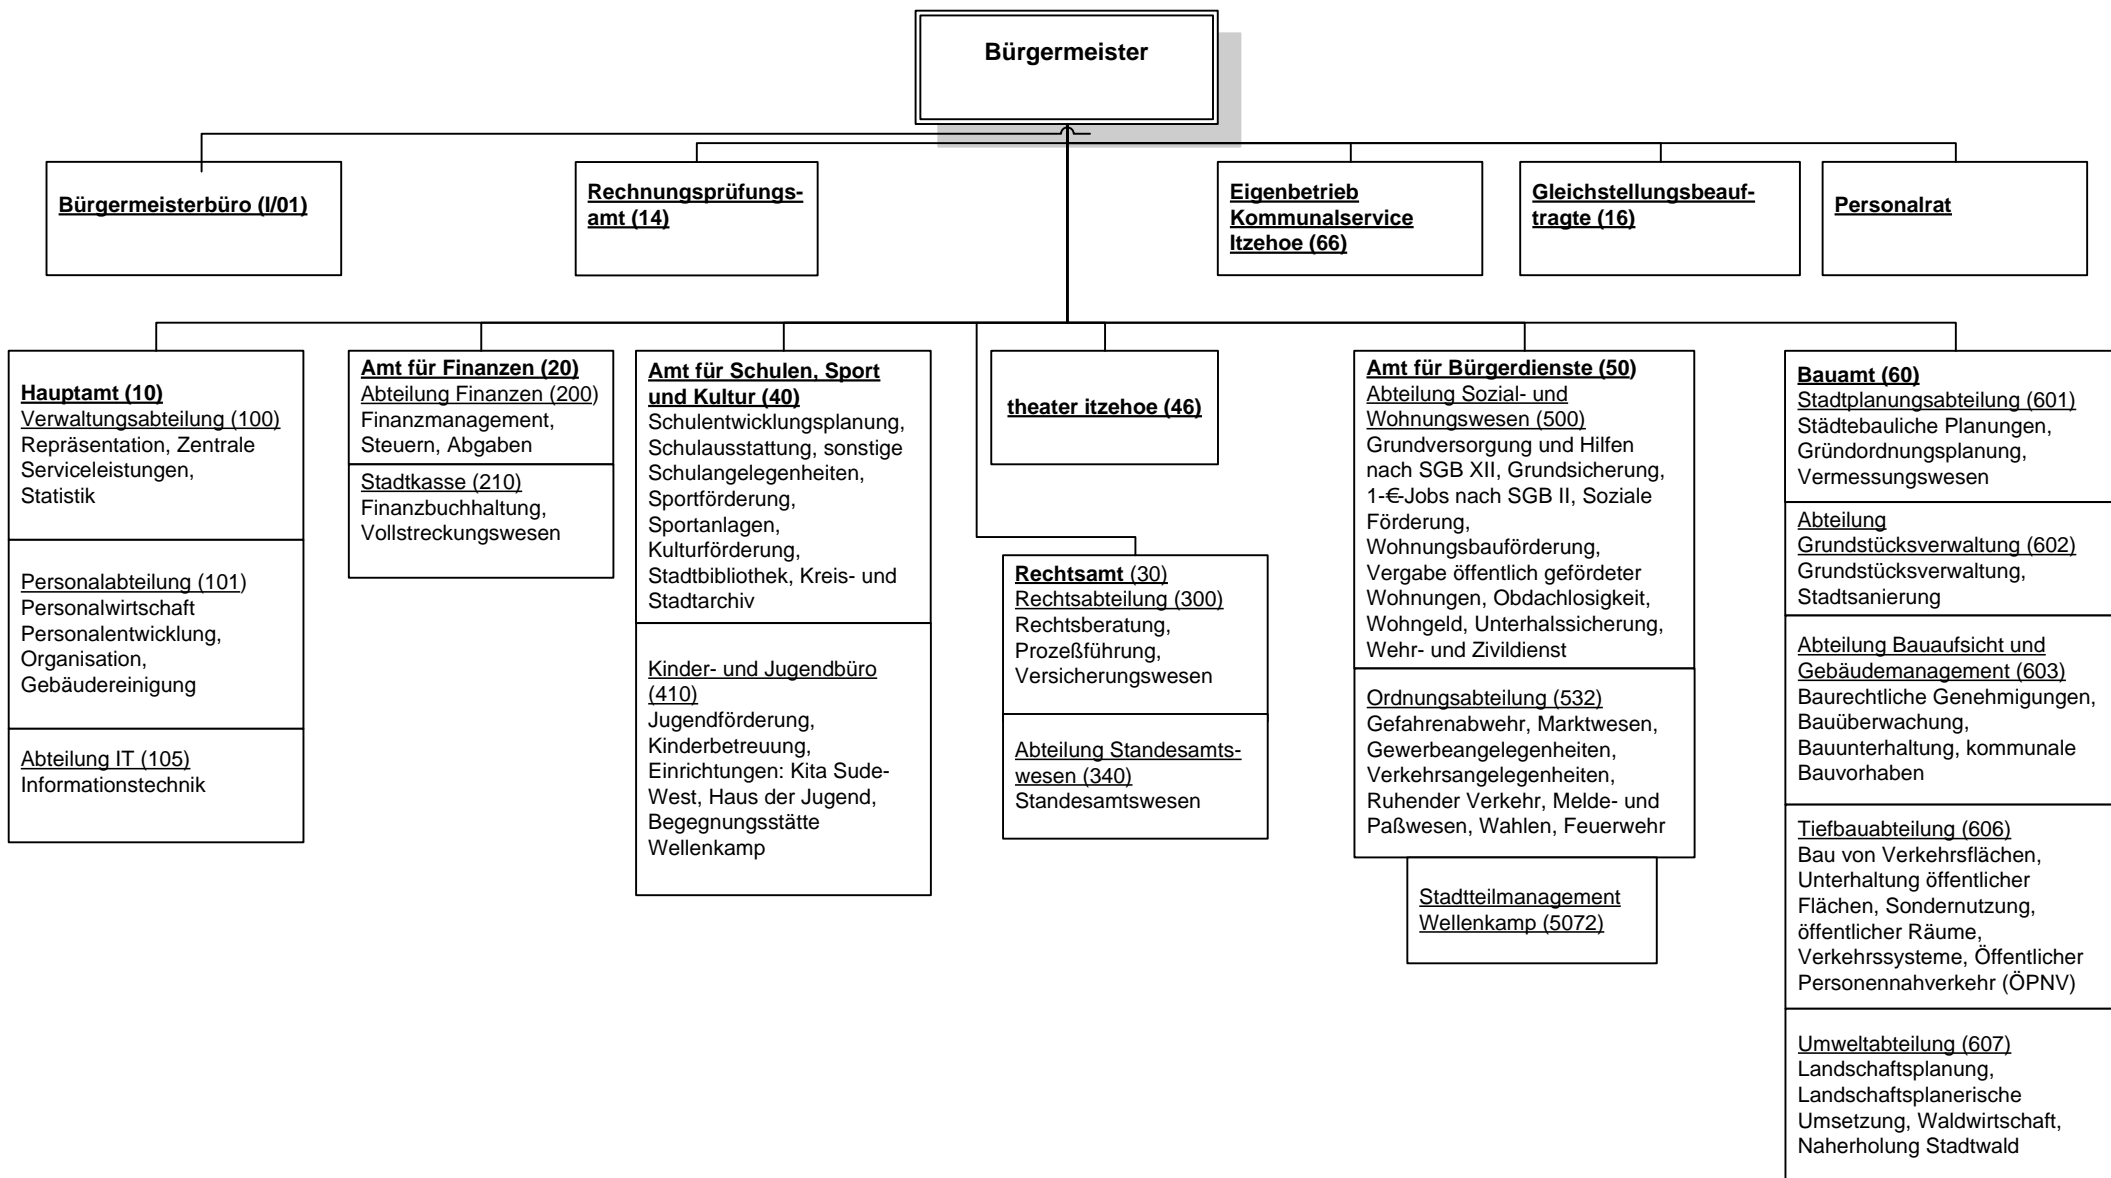 Bürgermeister
Bürgermeisterbüro (I/01)
Rechnungsprüfungs-
amt (14)
Eigenbetrieb
Kommunalservice
Itzehoe (66)
Gleichstellungsbeauf-
tragte (16)
Personalrat
Hauptamt (10)
Verwaltungsabteilung (100)
Repräsentation, Zentrale
Serviceleistungen,
Statistik
Personalabteilung (101)
Personalwirtschaft
Personalentwicklung,
Organisation,
Gebäudereinigung
Abteilung IT (105)
Informationstechnik
Amt für Finanzen (20)
Abteilung Finanzen (200)
Finanzmanagement,
Steuern, Abgaben
Stadtkasse (210)
Finanzbuchhaltung,
Vollstreckungswesen
Amt für Schulen, Sport
und Kultur (40)
Schulentwicklungsplanung,
Schulausstattung, sonstige
Schulangelegenheiten,
Sportförderung,
Sportanlagen,
Kulturförderung,
Stadtbibliothek, Kreis- und
Stadtarchiv
Kinder- und Jugendbüro
(410)
Jugendförderung,
Kinderbetreuung,
Einrichtungen: Kita Sude-
West, Haus der Jugend,
Begegnungsstätte
Wellenkamp
theater itzehoe (46)
Rechtsamt (30)
Rechtsabteilung (300)
Rechtsberatung,
Prozeßführung,
Versicherungswesen
Abteilung Standesamts-
wesen (340)
Standesamtswesen
Amt für Bürgerdienste (50)
Abteilung Sozial- und
Wohnungswesen (500)
Grundversorgung und Hilfen
nach SGB XII, Grundsicherung,
1-€-Jobs nach SGB II, Soziale
Förderung,
Wohnungsbauförderung,
Vergabe öffentlich gefördeter
Wohnungen, Obdachlosigkeit,
Wohngeld, Unterhalssicherung,
Wehr- und Zivildienst
Ordnungsabteilung (532)
Gefahrenabwehr, Marktwesen,
Gewerbeangelegenheiten,
Verkehrsangelegenheiten,
Ruhender Verkehr, Melde- und
Paßwesen, Wahlen, Feuerwehr
Stadtteilmanagement
Wellenkamp (5072)
Bauamt (60)
Stadtplanungsabteilung (601)
Städtebauliche Planungen,
Gründordnungsplanung,
Vermessungswesen
Abteilung
Grundstücksverwaltung (602)
Grundstücksverwaltung,
Stadtsanierung
Abteilung Bauaufsicht und
Gebäudemanagement (603)
Baurechtliche Genehmigungen,
Bauüberwachung,
Bauunterhaltung, kommunale
Bauvorhaben
Tiefbauabteilung (606)
Bau von Verkehrsflächen,
Unterhaltung öffentlicher
Flächen, Sondernutzung,
öffentlicher Räume,
Verkehrssysteme, Öffentlicher
Personennahverkehr (ÖPNV)
Umweltabteilung (607)
Landschaftsplanung,
Landschaftsplanerische
Umsetzung, Waldwirtschaft,
Naherholung Stadtwald